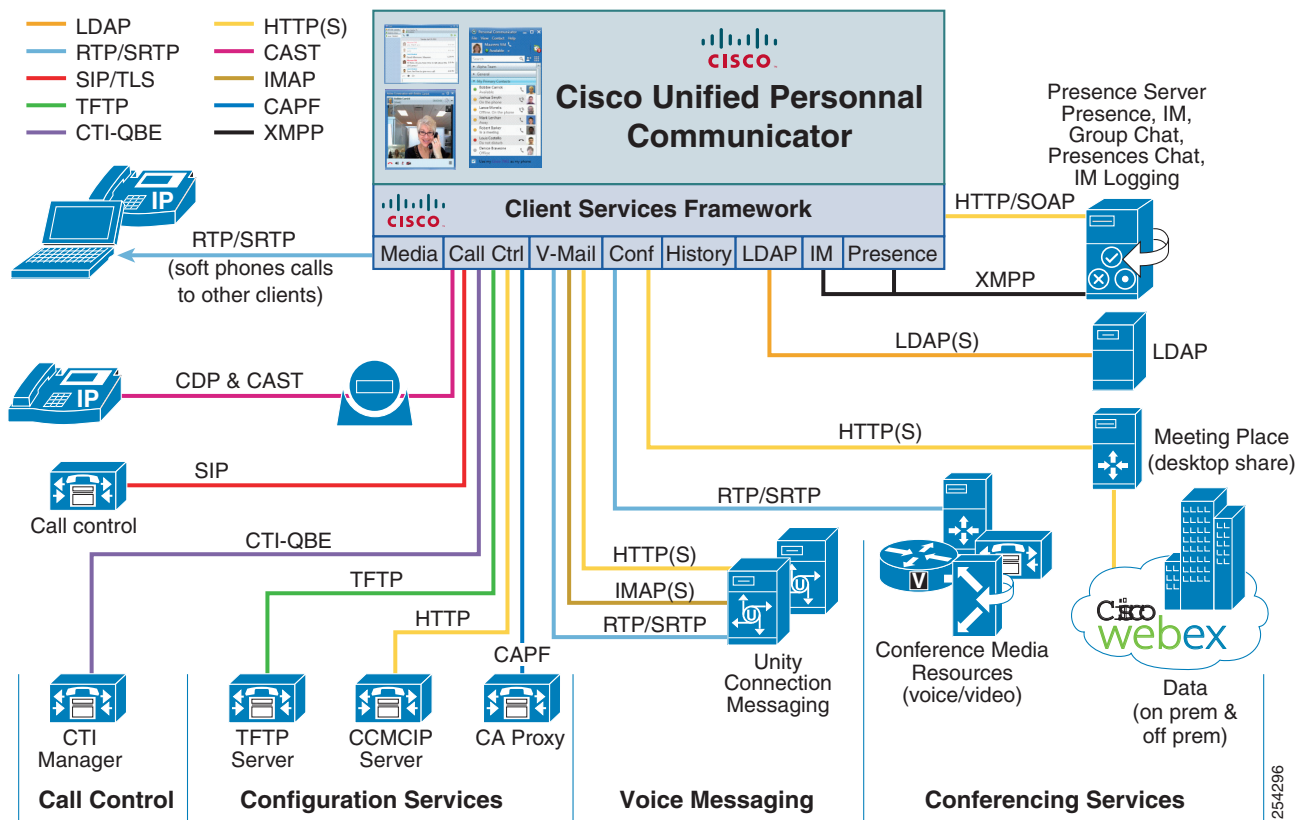 LDAP
RTP/SRTP
SIP/TLS
TFTP
CTI-QBE
HTTP(S)
CAST
IMAP
CAPF
XMPP
CISCO
Cisco Unified Personnal
Communicator
CISCO
Client Services Framework
Media
Call Ctrl
V-Mail
Conf
History
LDAP
IM
Presence
Presence Server
Presence, IM,
Group Chat,
Presences Chat,
IM Logging
HTTP/SOAP
XMPP
IP
RTP/SRTP
(soft phones calls
to other clients)
LDAP(S)
LDAP
IP
CDP & CAST
HTTP(S)
Meeting Place
(desktop share)
SIP
Call control
RTP/SRTP
CTI-QBE
HTTP(S)
TFTP
IMAP(S)
HTTP
RTP/SRTP
CAPF
U
U
V
Cisco
webex
Unity
Connection
Messaging
Conference Media
Resources
(voice/video)
Data
(on prem &
off prem)
CTI
Manager
TFTP
Server
CCMCIP
Server
CA Proxy
Call Control
Configuration Services
Voice Messaging
Conferencing Services
254296